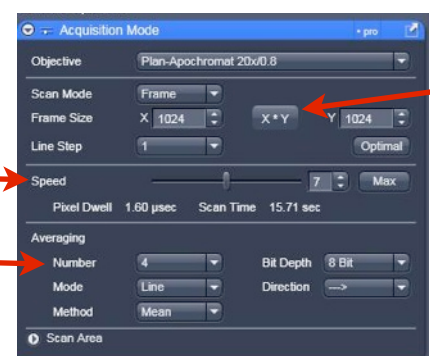 Acquisition Mode • pro
Objective Plan-Apochromat 20x/0.8
Scan Mode Frame
Frame Size X 1024 X*Y Y 1024
Line Step 1 Optimal
Speed 7 Max
Pixel Dwell 1.60 µsec Scan Time 15.71 sec
Averaging
Number 4 Bit Depth 8 Bit
Mode Line Direction --->
Method Mean
Scan Area